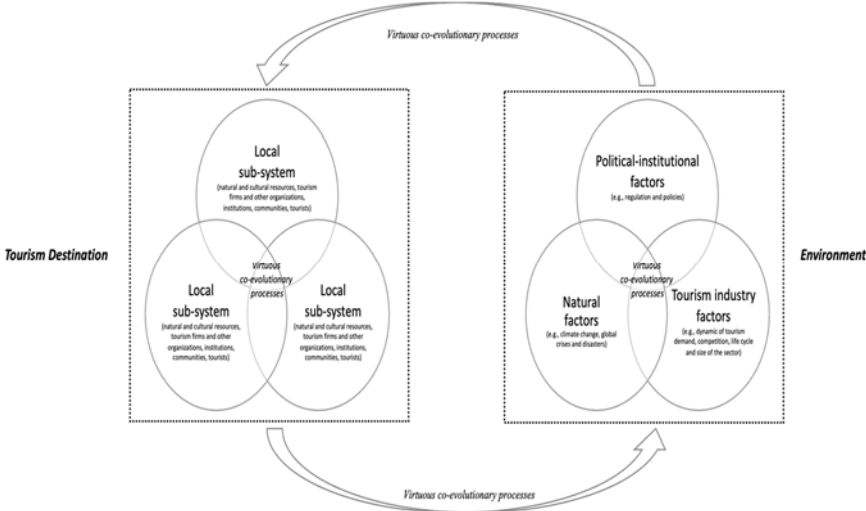 Virtuous co-evolutionary processes
Local
sub-system
(natural and cultural resources, tourism
firms and other organizations,
institutions, communities, tourists)
Tourism Destination
Virtuous
co-evolutionary
processes
Local
sub-system
(natural and cultural resources,
tourism firms and other
organizations, institutions,
communities, tourists)
Local
sub-system
(natural and cultural resources,
tourism firms and other
organizations, institutions,
communities, tourists)
Political-institutional
factors
(e.g., regulation and policies)
Environment
Virtuous
co-evolutionary
processes
Natural
factors
(e.g., climate change, global
crises and disasters)
Tourism industry
factors
(e.g., dynamic of tourism
demand, competition, life cycle
and size of the sector)
Virtuous co-evolutionary processes